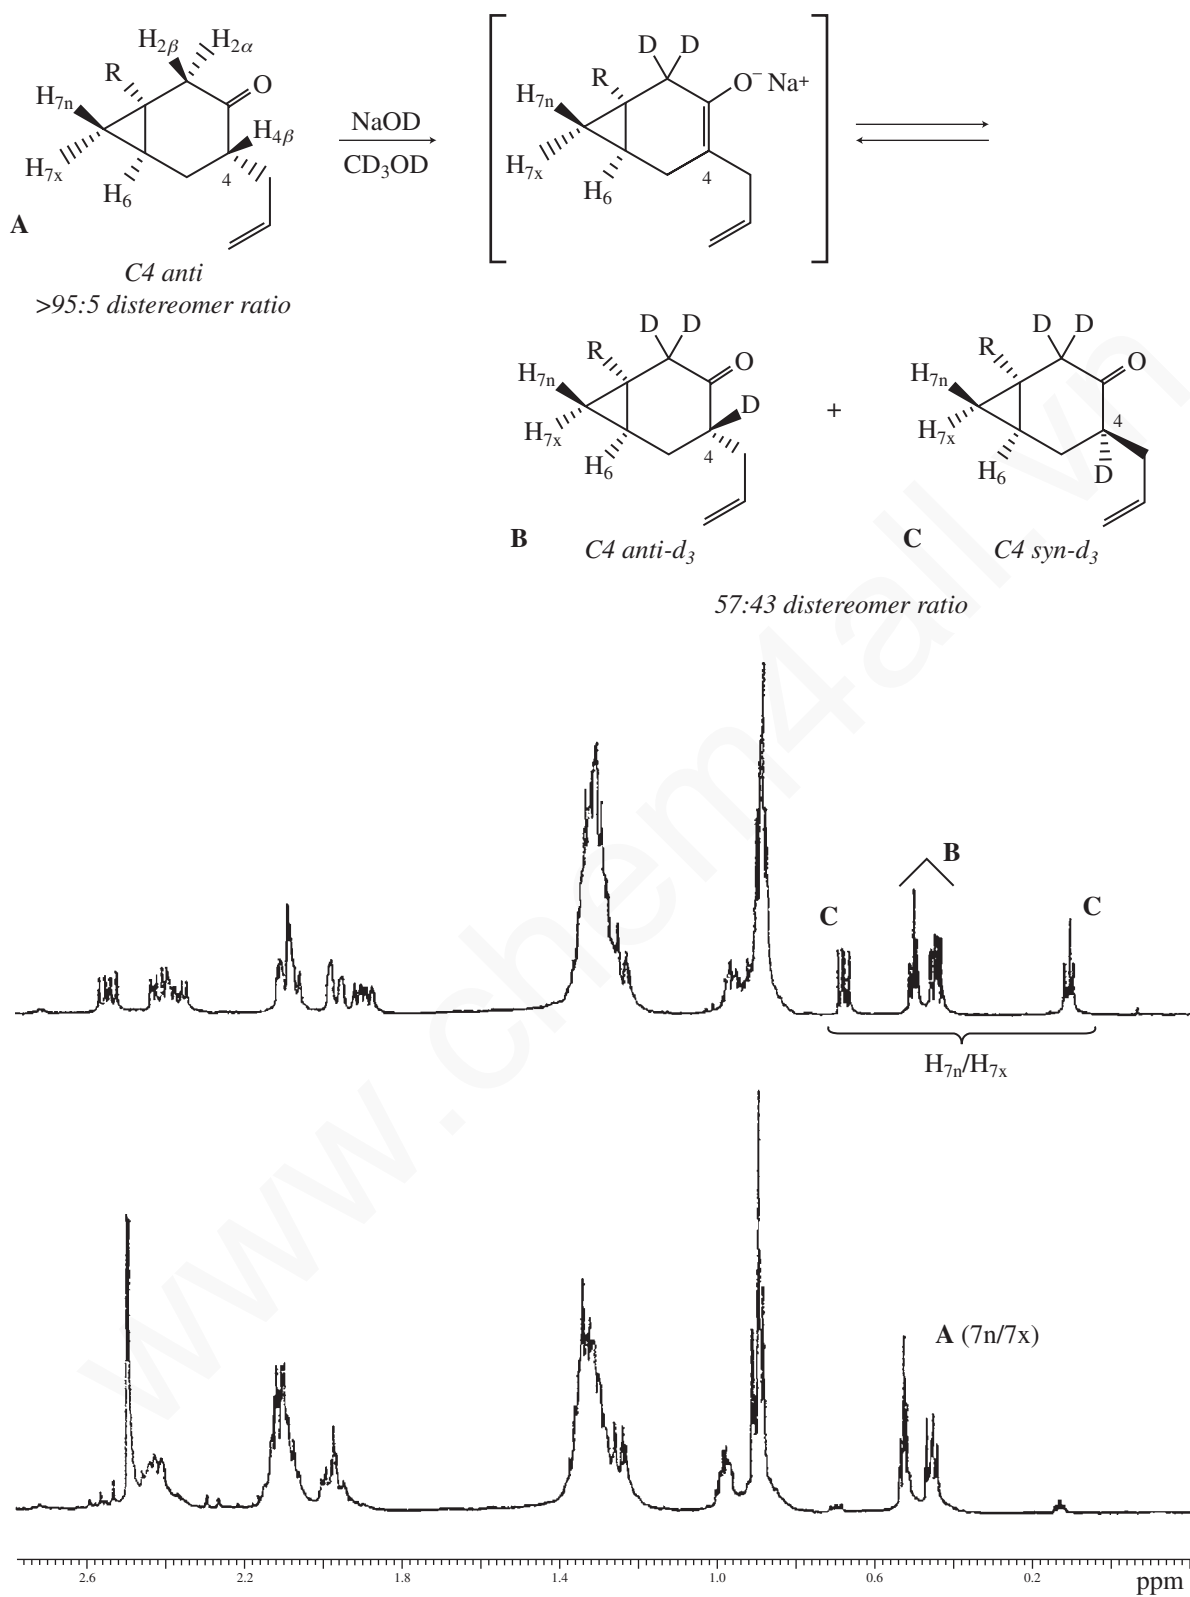 H2β H2α
R O
H7n
H4β
H7x
H6 4
A
C4 anti
>95:5 distereomer ratio
NaOD
CD3OD
D D
R O− Na+
H7n
H7x
H6 4
D D
R O
H7n
D
H7x
H6 4
B
C4 anti-d3
+
D D
R O
H7n
4
H7x
H6 D
C
C4 syn-d3
57:43 distereomer ratio
B
C C
H7n/H7x
A (7n/7x)
2.6 2.2 1.8 1.4 1.0 0.6 0.2 ppm
www.chem4all.vn